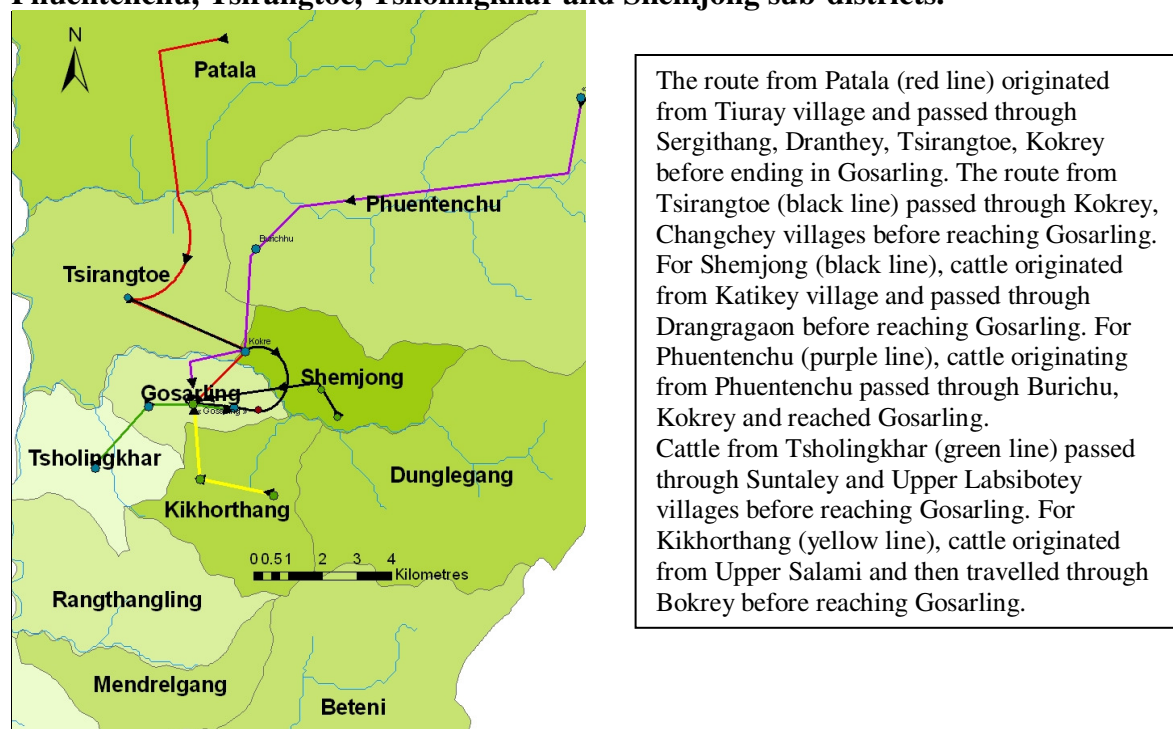 Phuentenchu, Tsirangtoe, Tsholingkhar and Shemjong sub-districts.
N
Patala
Phuentenchu
Burichhu
Tsirangtoe
Kokre
Shemjong
Gosarling
Gosarling
Tsholingkhar
Dunglegang
Kikhorthang
0 0.5 1 2 3 4
Kilometres
Rangthangling
Mendrelgang
Beteni
The route from Patala (red line) originated
from Tiuray village and passed through
Sergithang, Dranthey, Tsirangtoe, Kokrey
before ending in Gosarling. The route from
Tsirangtoe (black line) passed through Kokrey,
Changchey villages before reaching Gosarling.
For Shemjong (black line), cattle originated
from Katikey village and passed through
Drangragaon before reaching Gosarling. For
Phuentenchu (purple line), cattle originating
from Phuentenchu passed through Burichu,
Kokrey and reached Gosarling.
Cattle from Tsholingkhar (green line) passed
through Suntaley and Upper Labsibotey
villages before reaching Gosarling. For
Kikhorthang (yellow line), cattle originated
from Upper Salami and then travelled through
Bokrey before reaching Gosarling.